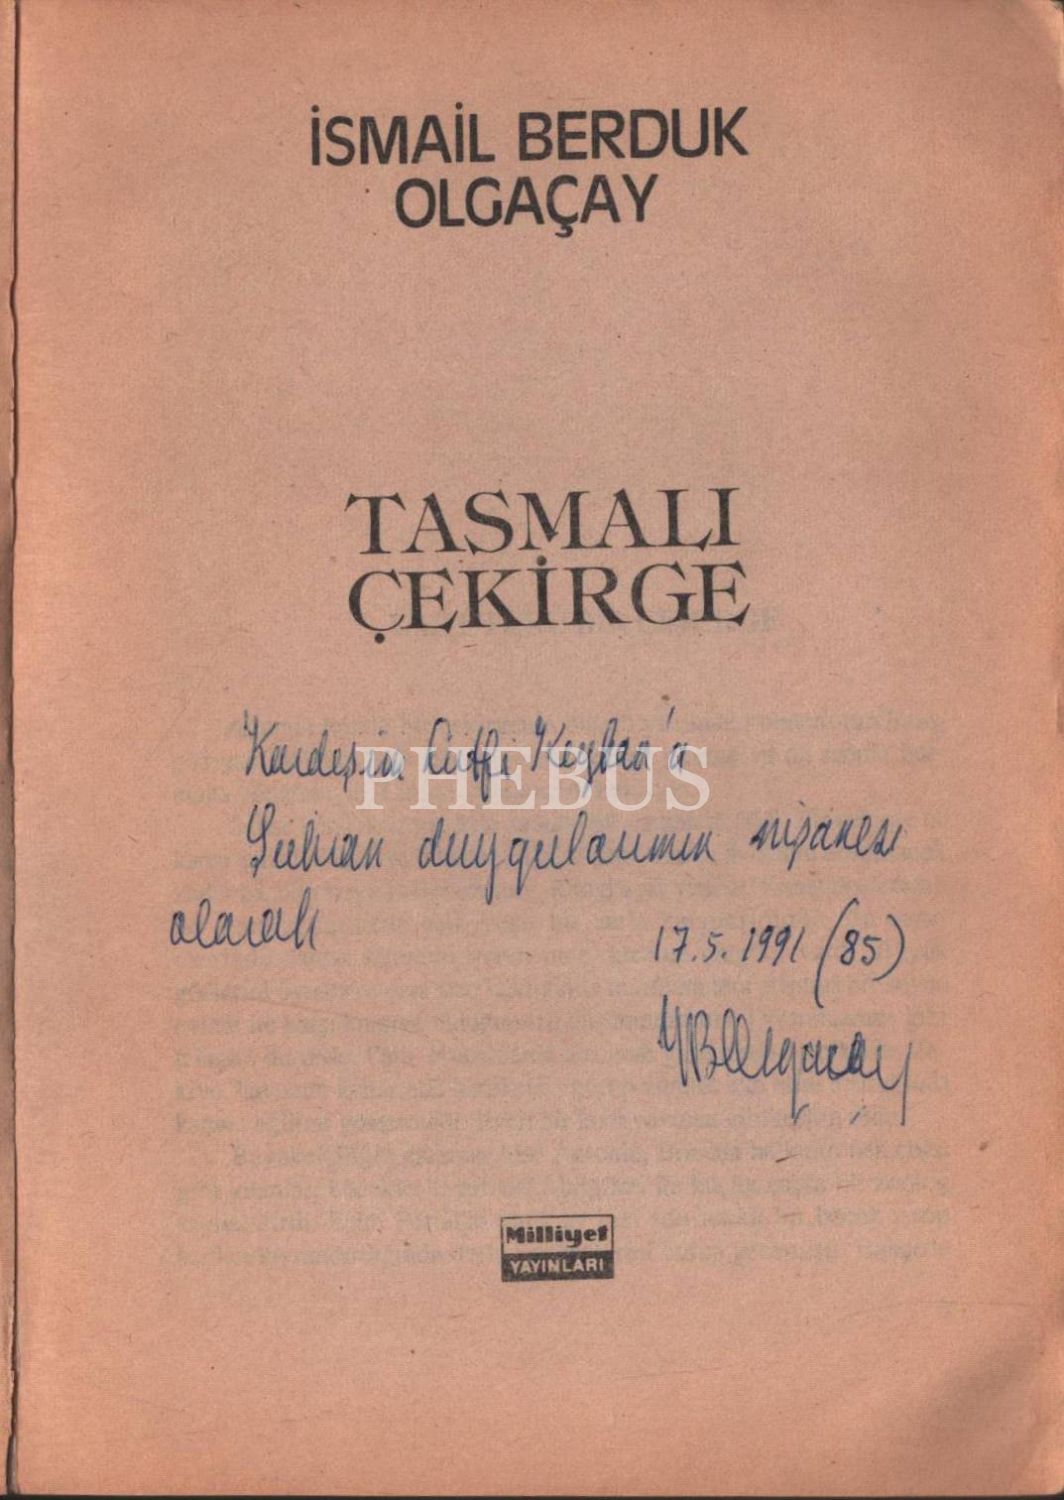 İSMAİL BERDUK
OLGAÇAY
TASMALI
ÇEKİRGE
Kardeşim Lütfi Keyhan'a
PHEBUS
Şükran duygularımın nişanesi
olarak
17.5.1991 (85)
Milliyet
YAYINLARI